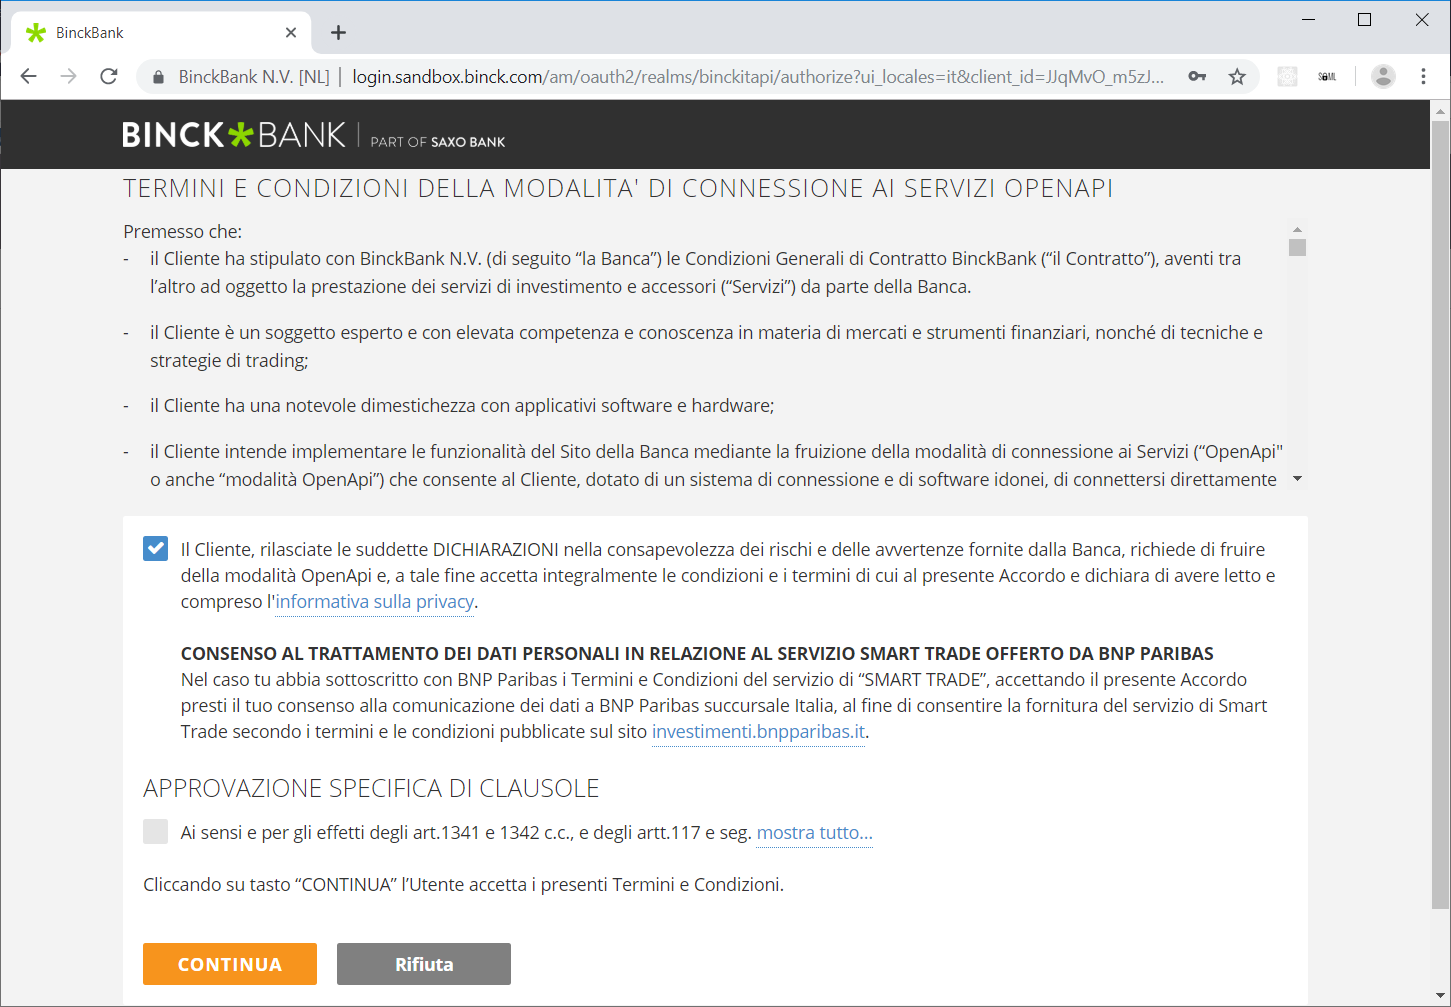 BinckBank
BinckBank N.V. [NL] | login.sandbox.binck.com/am/oauth2/realms/binckitapi/authorize?ui_locales=it&client_id=JJqMvO_m5zJ...
SAML
BINCK BANK | PART OF SAXO BANK
TERMINI E CONDIZIONI DELLA MODALITA' DI CONNESSIONE AI SERVIZI OPENAPI
Premesso che:
- il Cliente ha stipulato con BinckBank N.V. (di seguito “la Banca”) le Condizioni Generali di Contratto BinckBank (“il Contratto”), aventi tra
l’altro ad oggetto la prestazione dei servizi di investimento e accessori (“Servizi”) da parte della Banca.
- il Cliente è un soggetto esperto e con elevata competenza e conoscenza in materia di mercati e strumenti finanziari, nonché di tecniche e
strategie di trading;
- il Cliente ha una notevole dimestichezza con applicativi software e hardware;
- il Cliente intende implementare le funzionalità del Sito della Banca mediante la fruizione della modalità di connessione ai Servizi (“OpenApi"
o anche “modalità OpenApi”) che consente al Cliente, dotato di un sistema di connessione e di software idonei, di connettersi direttamente
Il Cliente, rilasciate le suddette DICHIARAZIONI nella consapevolezza dei rischi e delle avvertenze fornite dalla Banca, richiede di fruire
della modalità OpenApi e, a tale fine accetta integralmente le condizioni e i termini di cui al presente Accordo e dichiara di avere letto e
compreso l'informativa sulla privacy.
CONSENSO AL TRATTAMENTO DEI DATI PERSONALI IN RELAZIONE AL SERVIZIO SMART TRADE OFFERTO DA BNP PARIBAS
Nel caso tu abbia sottoscritto con BNP Paribas i Termini e Condizioni del servizio di “SMART TRADE”, accettando il presente Accordo
presti il tuo consenso alla comunicazione dei dati a BNP Paribas succursale Italia, al fine di consentire la fornitura del servizio di Smart
Trade secondo i termini e le condizioni pubblicate sul sito investimenti.bnpparibas.it.
APPROVAZIONE SPECIFICA DI CLAUSOLE
Ai sensi e per gli effetti degli art.1341 e 1342 c.c., e degli artt.117 e seg. mostra tutto...
Cliccando su tasto “CONTINUA” l’Utente accetta i presenti Termini e Condizioni.
CONTINUA Rifiuta